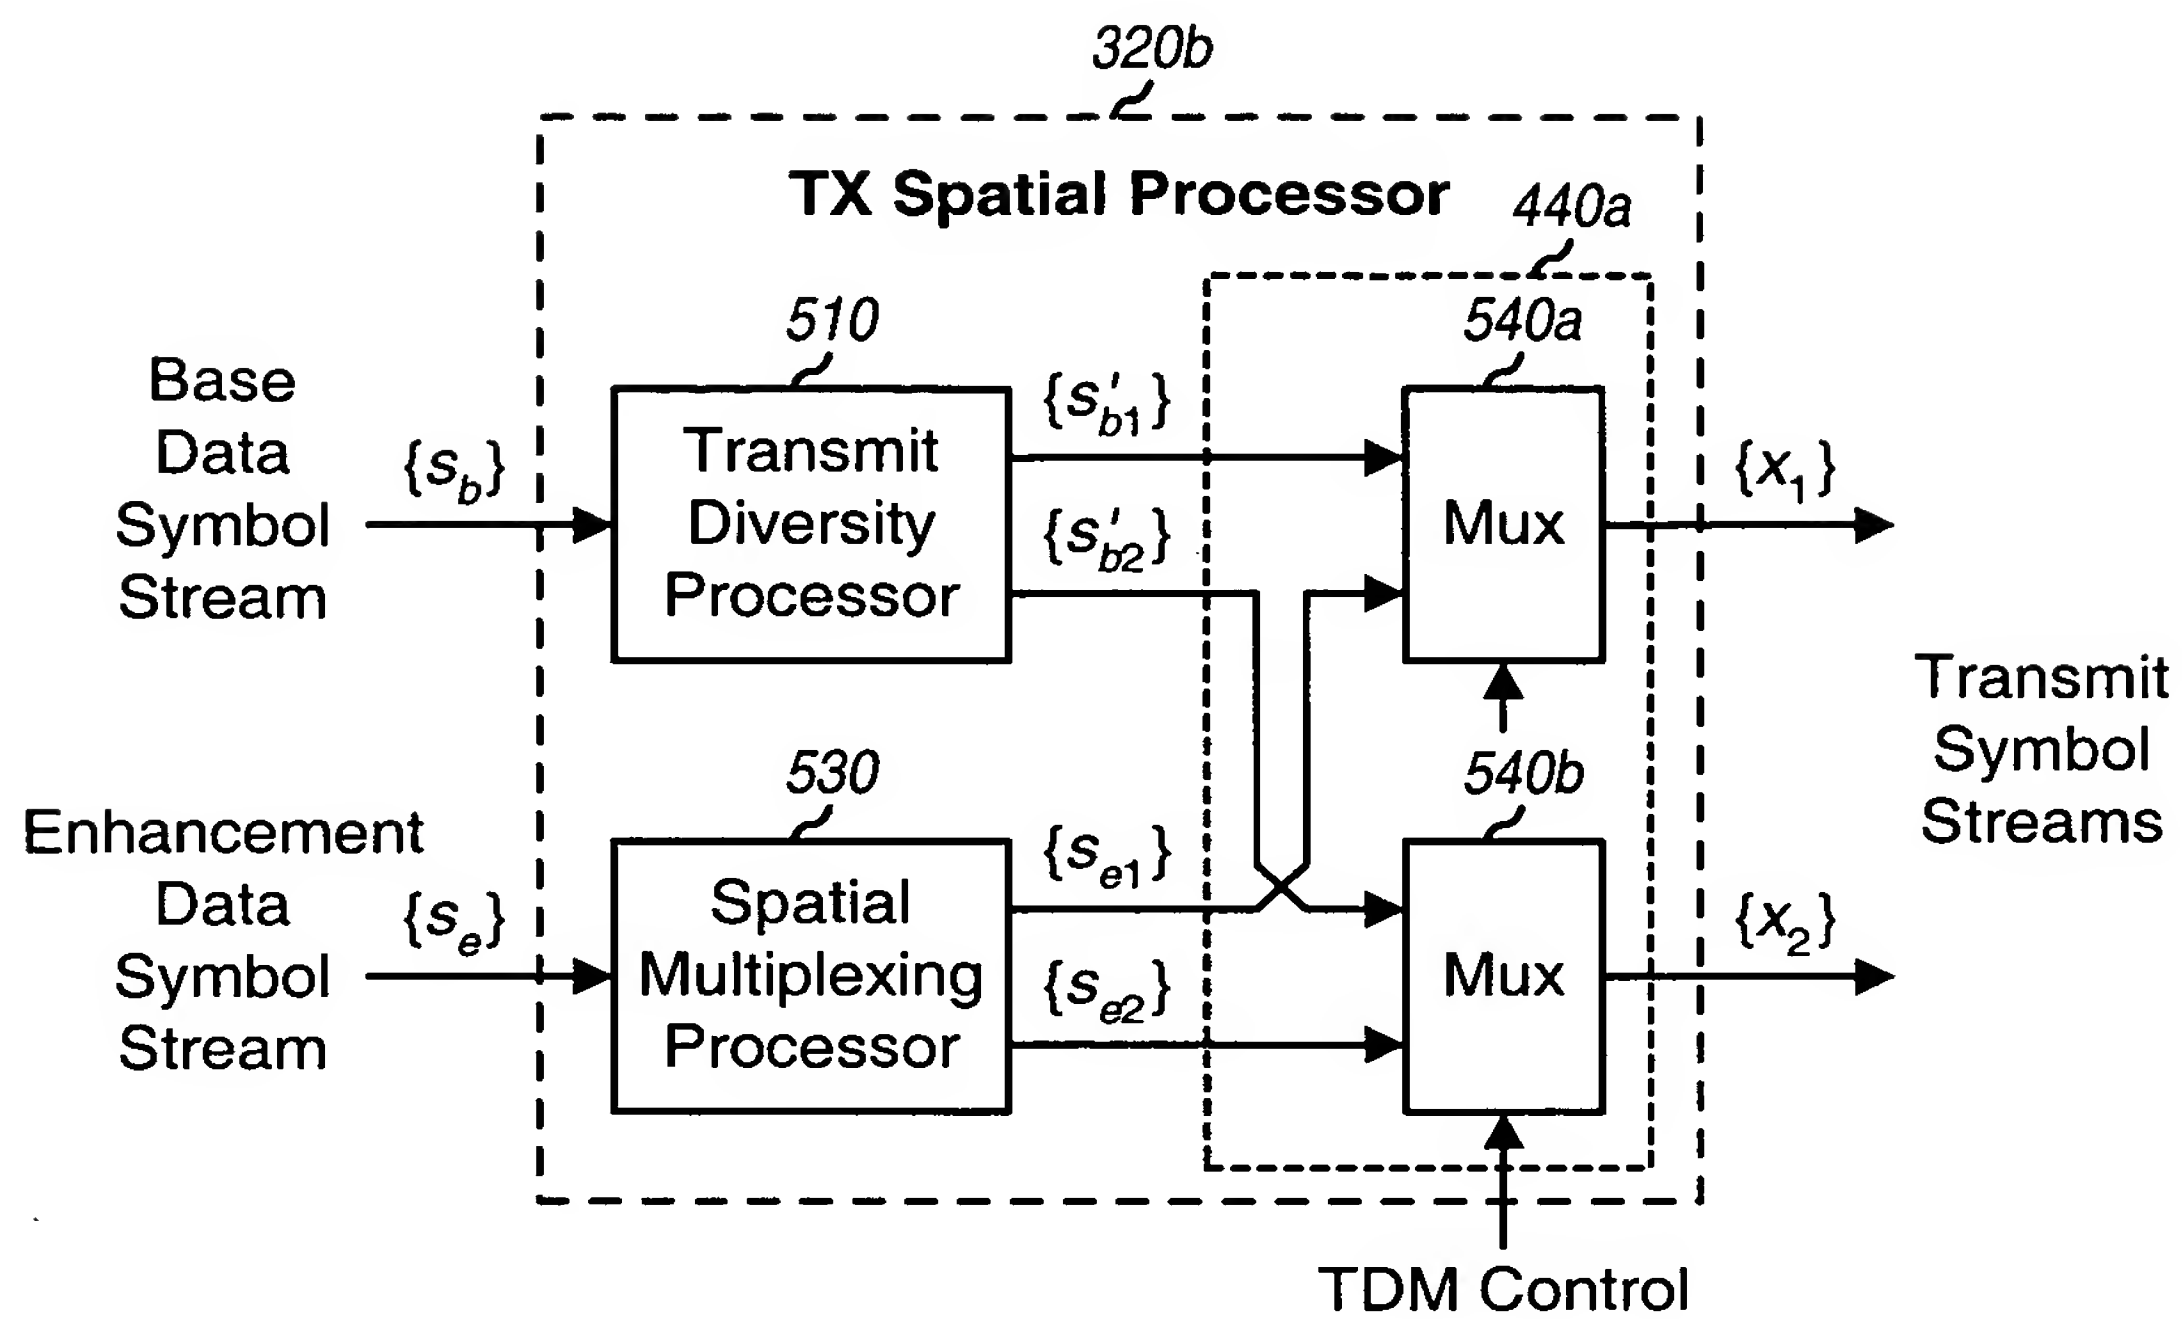 320b
TX Spatial Processor
440a
510
540a
Base
Data
Symbol
Stream
{s_b}
Transmit
Diversity
Processor
{s'_b1}
{s'_b2}
Mux
{x_1}
Transmit
Symbol
Streams
530
540b
Enhancement
Data
Symbol
Stream
{s_e}
Spatial
Multiplexing
Processor
{s_e1}
{s_e2}
Mux
{x_2}
TDM Control